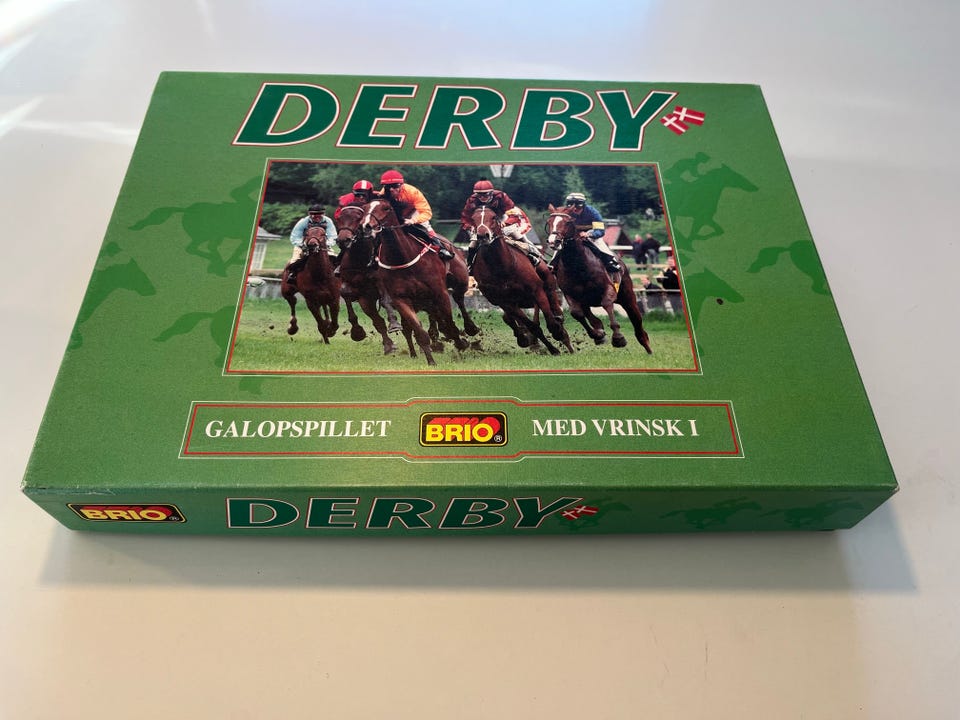 DERBY
GALOPSPILLET BRIO® MED VRINSK I
BRIO® DERBY